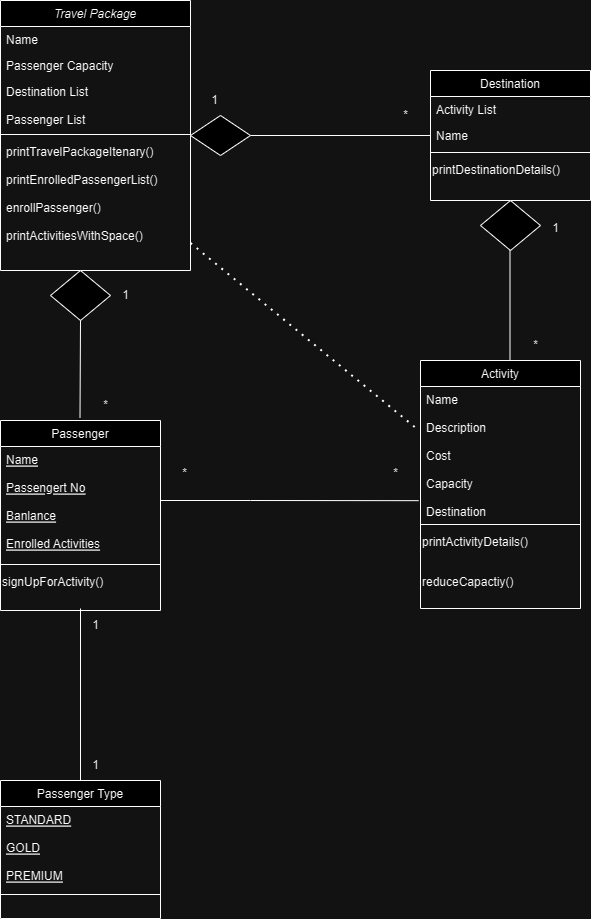 Travel Package
Name
Passenger Capacity
Destination List
Passenger List
printTravelPackageItenary()
printEnrolledPassengerList()
enrollPassenger()
printActivitiesWithSpace()
1
*
Destination
Activity List
Name
printDestinationDetails()
1
*
1
*
Activity
Name
Description
Cost
Capacity
Destination
printActivityDetails()
reduceCapactiy()
Passenger
Name
Passengert No
Banlance
Enrolled Activities
signUpForActivity()
*
*
1
1
Passenger Type
STANDARD
GOLD
PREMIUM